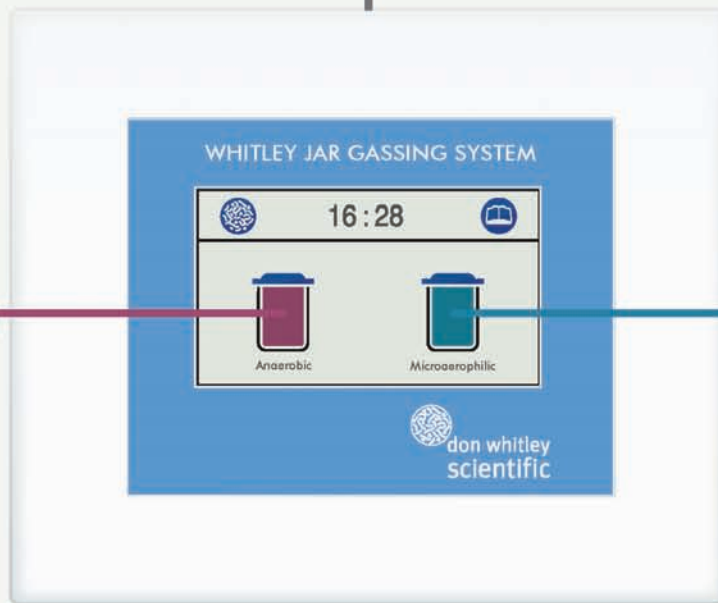 WHITLEY JAR GASSING SYSTEM
16:28
Anaerobic
Microaerophilic
don whitley
scientific